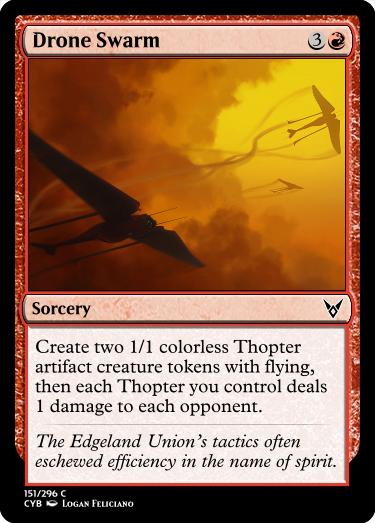 Drone Swarm 3
Sorcery
Create two 1/1 colorless Thopter
artifact creature tokens with flying,
then each Thopter you control deals
1 damage to each opponent.
The Edgeland Union's tactics often
eschewed efficiency in the name of spirit.
151/296 C
CYB LOGAN FELICIANO